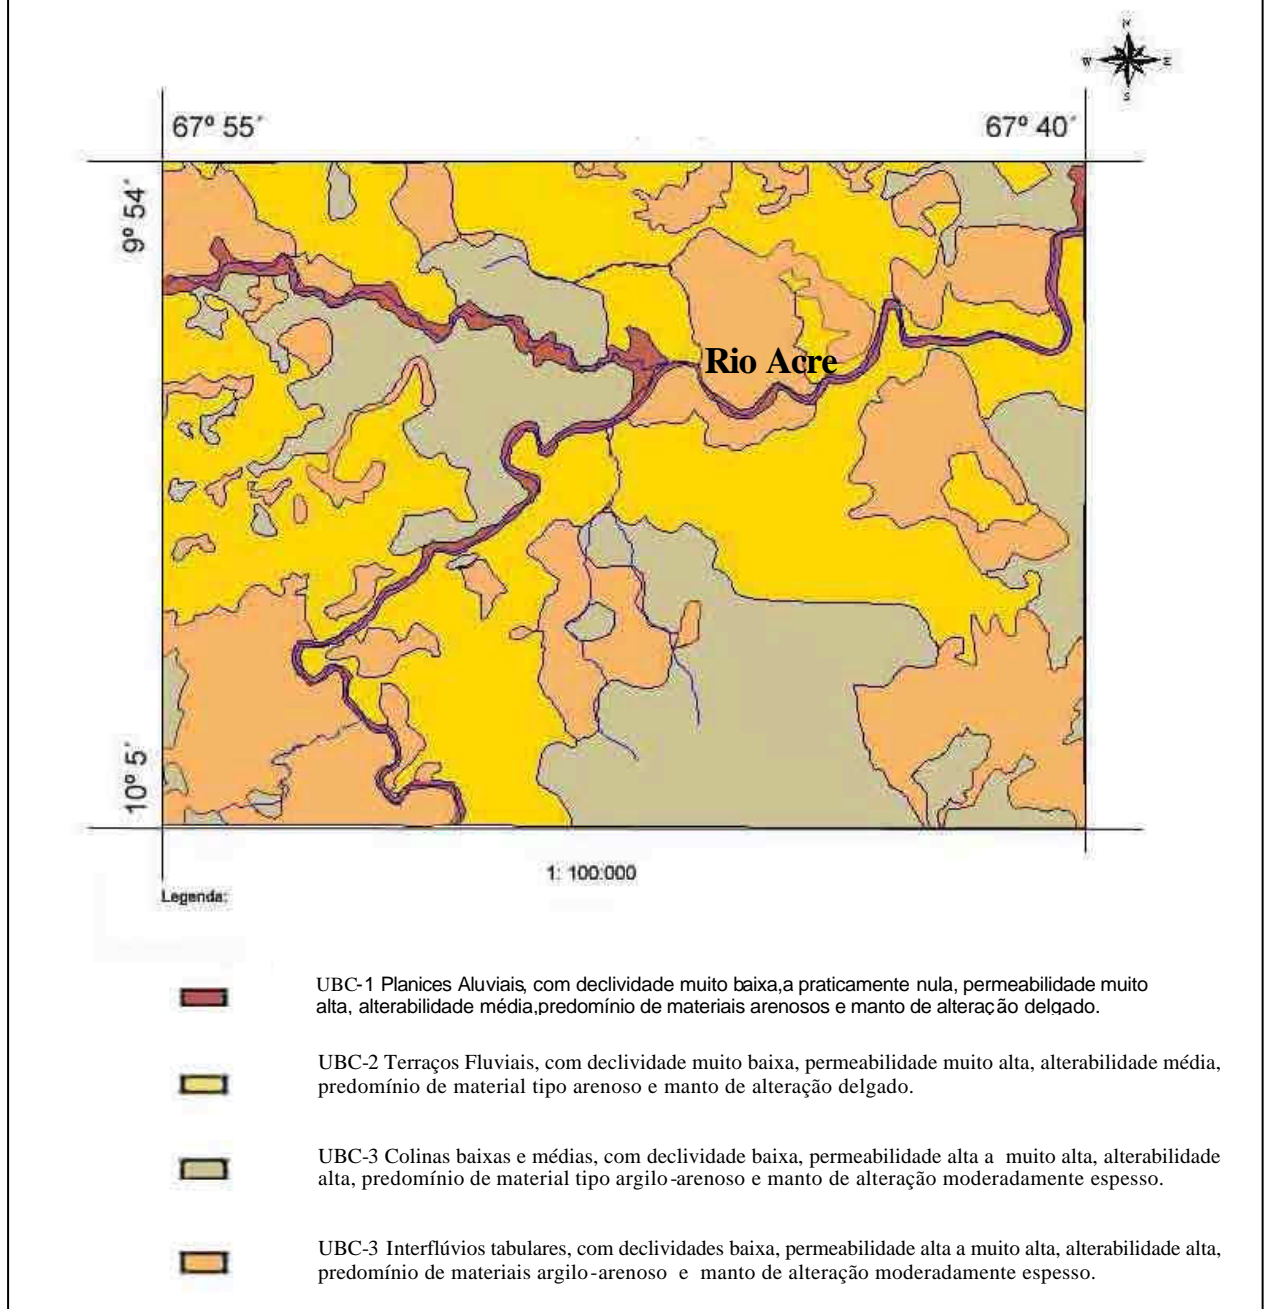 N
W E
S
67º 55´ 67º 40´
9º 54´
Rio Acre
10º 5´
1: 100:000
Legenda:
UBC-1 Planices Aluviais, com declividade muito baixa,a praticamente nula, permeabilidade muito
alta, alterabilidade média,predomínio de materiais arenosos e manto de alteração delgado.
UBC-2 Terraços Fluviais, com declividade muito baixa, permeabilidade muito alta, alterabilidade média,
predomínio de material tipo arenoso e manto de alteração delgado.
UBC-3 Colinas baixas e médias, com declividade baixa, permeabilidade alta a muito alta, alterabilidade
alta, predomínio de material tipo argilo-arenoso e manto de alteração moderadamente espesso.
UBC-3 Interflúvios tabulares, com declividades baixa, permeabilidade alta a muito alta, alterabilidade alta,
predomínio de materiais argilo-arenoso e manto de alteração moderadamente espesso.